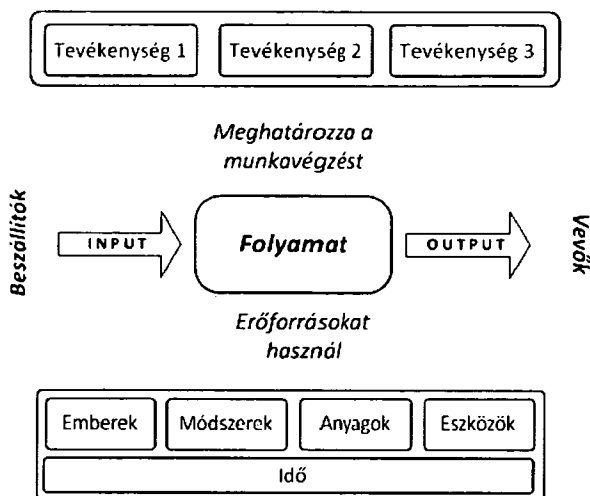 Tevékenység 1 Tevékenység 2 Tevékenység 3
Meghatározza a
munkavégzést
Beszállítók
INPUT
Folyamat
OUTPUT
Vevők
Erőforrásokat
használ
Emberek Módszerek Anyagok Eszközök
Idő